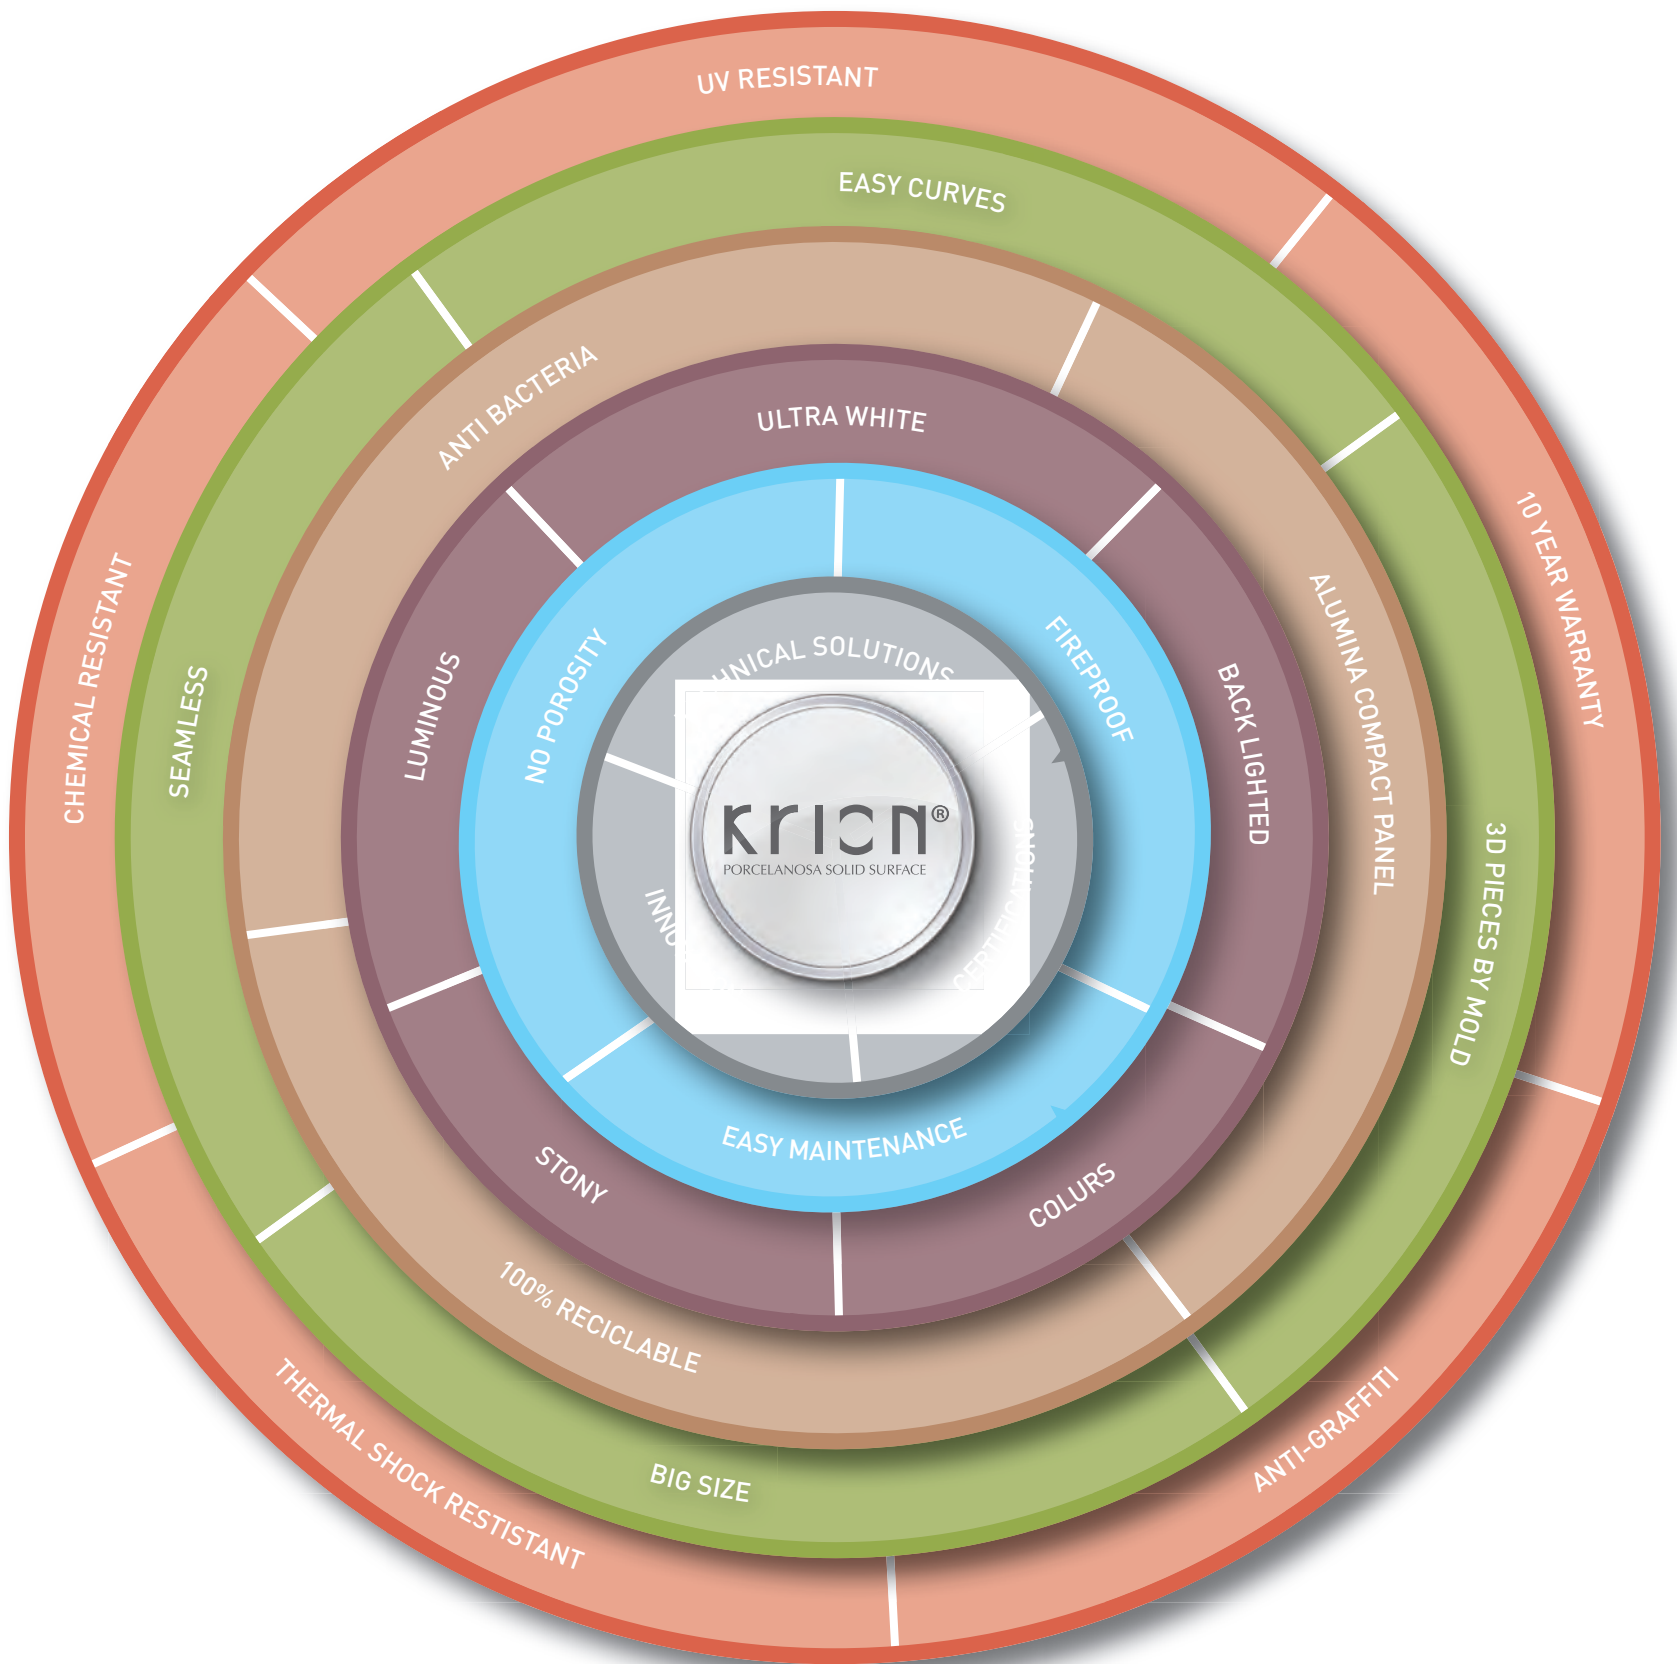 UV RESISTANT
10 YEAR WARRANTY
ANTI-GRAFFITI
THERMAL SHOCK RESTISTANT
CHEMICAL RESISTANT
EASY CURVES
3D PIECES BY MOLD
BIG SIZE
SEAMLESS
ANTI BACTERIA
ALUMINA COMPACT PANEL
100% RECICLABLE
ULTRA WHITE
BACK LIGHTED
COLURS
STONY
LUMINOUS
NO POROSITY
FIREPROOF
EASY MAINTENANCE
SOLUTIONS
CERTIFICATIONS
KRION®
PORCELANOSA SOLID SURFACE